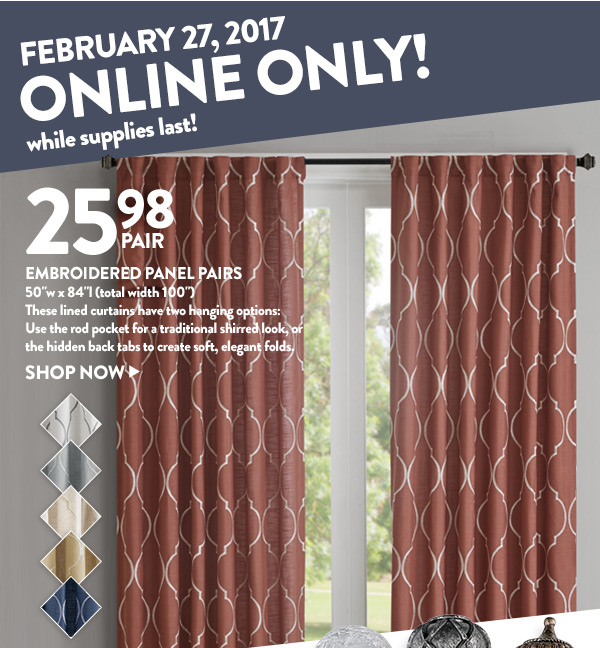 FEBRUARY 27, 2017
ONLINE ONLY!
while supplies last!
25 98
PAIR
EMBROIDERED PANEL PAIRS
50"w x 84"l (total width 100")
These lined curtains have two hanging options:
Use the rod pocket for a traditional shirred look, or
the hidden back tabs to create soft, elegant folds.
SHOP NOW